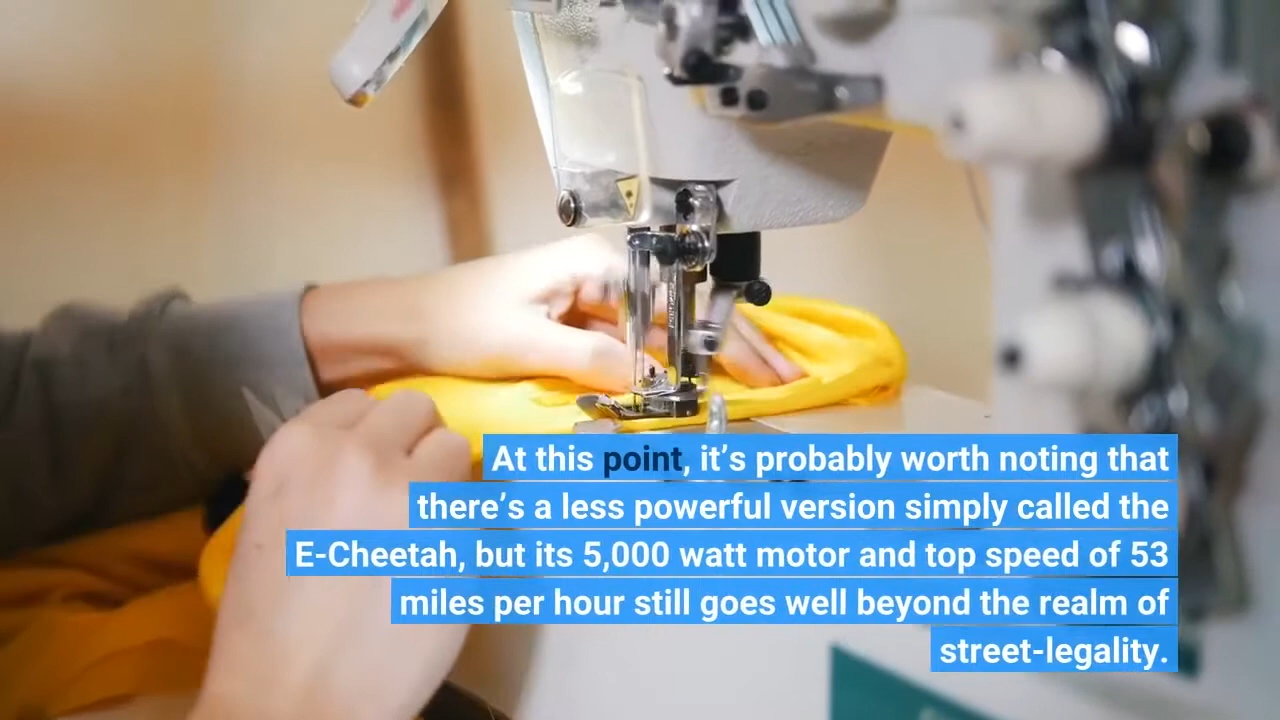 At this point, it’s probably worth noting that
there’s a less powerful version simply called the
E-Cheetah, but its 5,000 watt motor and top speed of 53
miles per hour still goes well beyond the realm of
street-legality.